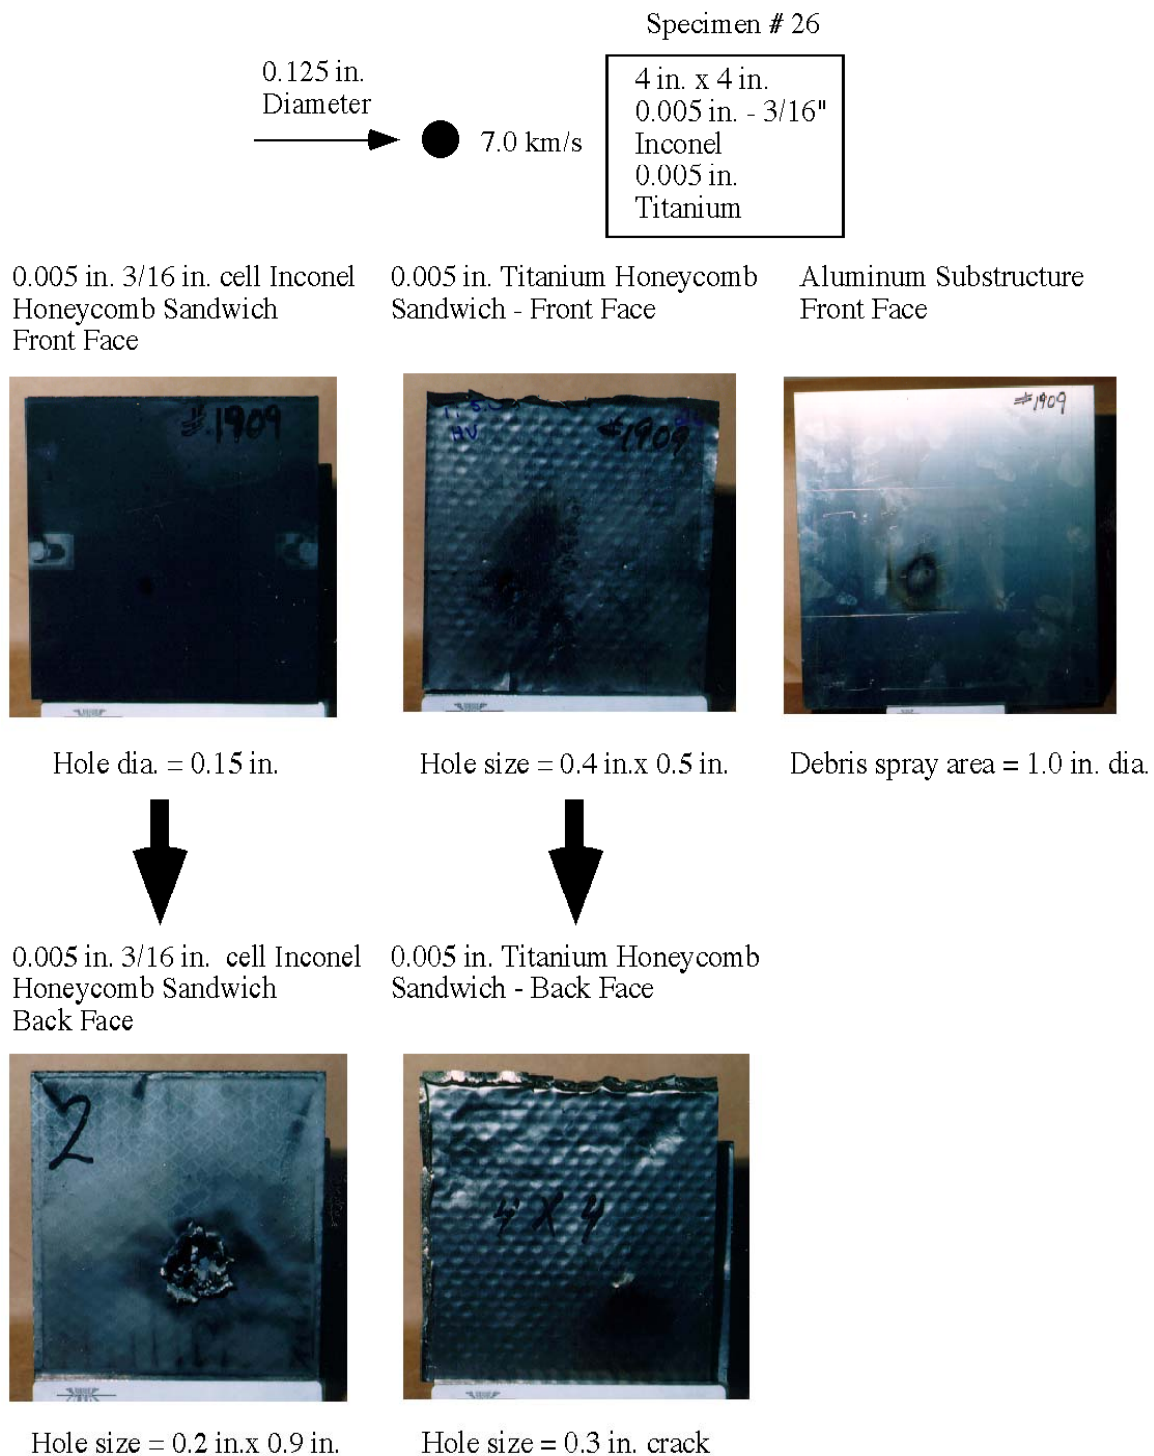 Specimen # 26
0.125 in.
Diameter
7.0 km/s
4 in. x 4 in.
0.005 in. - 3/16"
Inconel
0.005 in.
Titanium
0.005 in. 3/16 in. cell Inconel
Honeycomb Sandwich
Front Face
0.005 in. Titanium Honeycomb
Sandwich - Front Face
Aluminum Substructure
Front Face
#1909
#1909
#1909
Hole dia. = 0.15 in.
Hole size = 0.4 in.x 0.5 in.
Debris spray area = 1.0 in. dia.
0.005 in. 3/16 in.  cell Inconel
Honeycomb Sandwich
Back Face
0.005 in. Titanium Honeycomb
Sandwich - Back Face
2
4 X 4
Hole size = 0.2 in.x 0.9 in.
Hole size = 0.3 in. crack